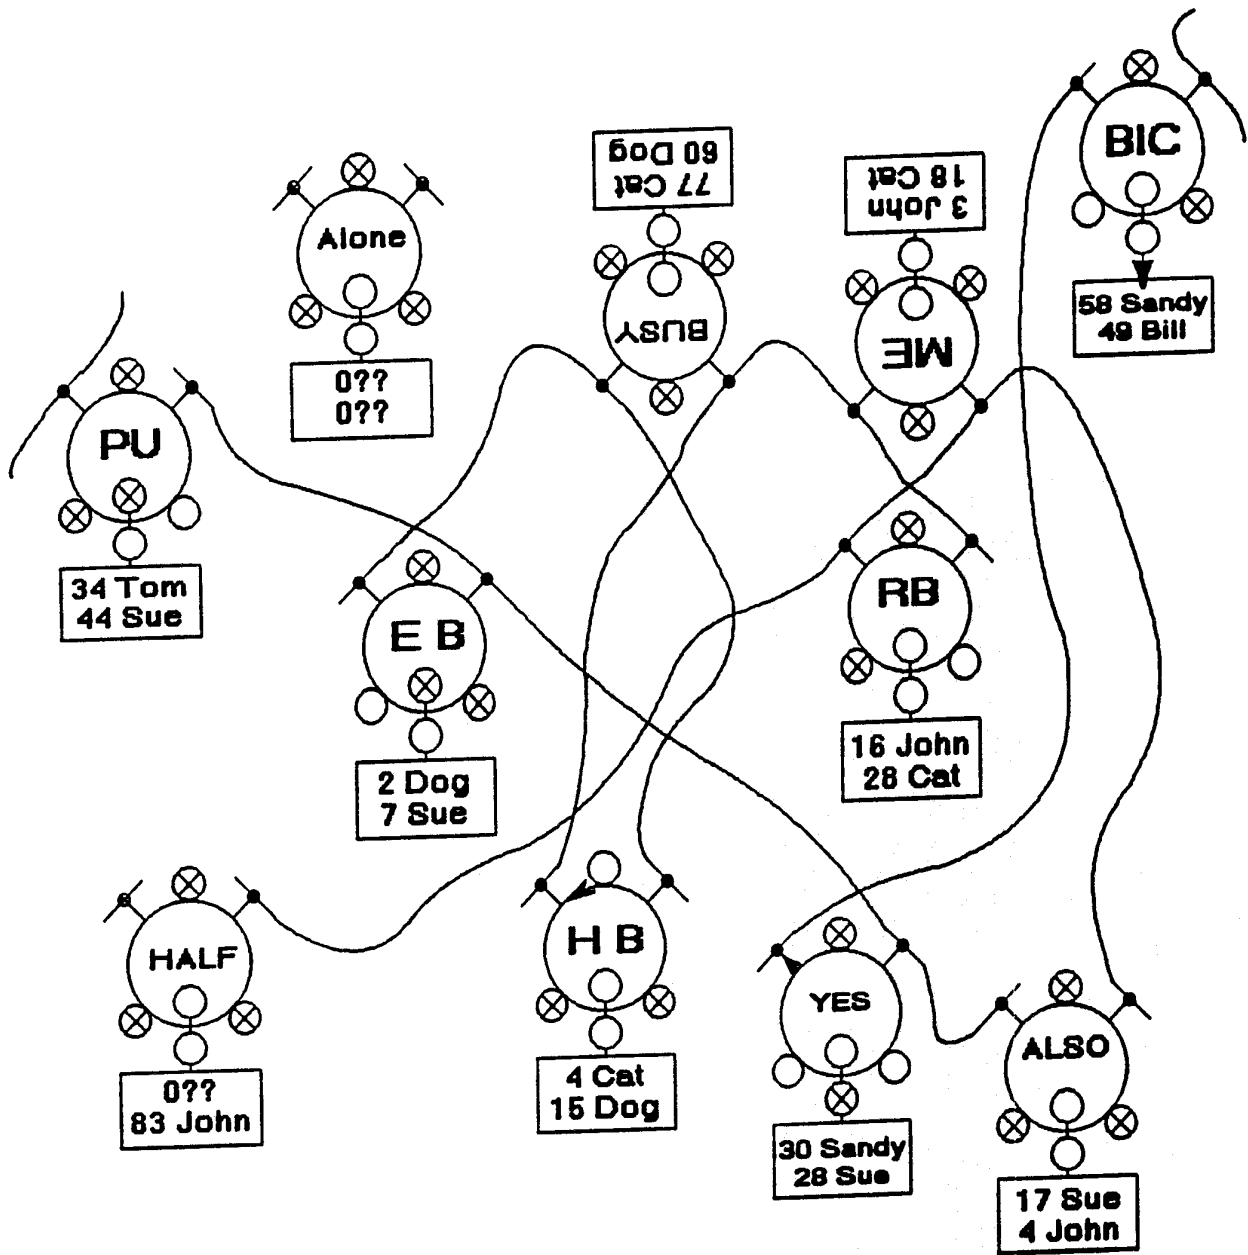 BIC
58 Sandy
49 Bill
Alone
0??
0??
60 Dog
77 Cat
BUSY
18 Cat
3 John
ME
PU
34 Tom
44 Sue
E B
2 Dog
7 Sue
RB
16 John
28 Cat
HALF
0??
83 John
H B
4 Cat
15 Dog
YES
30 Sandy
28 Sue
ALSO
17 Sue
4 John